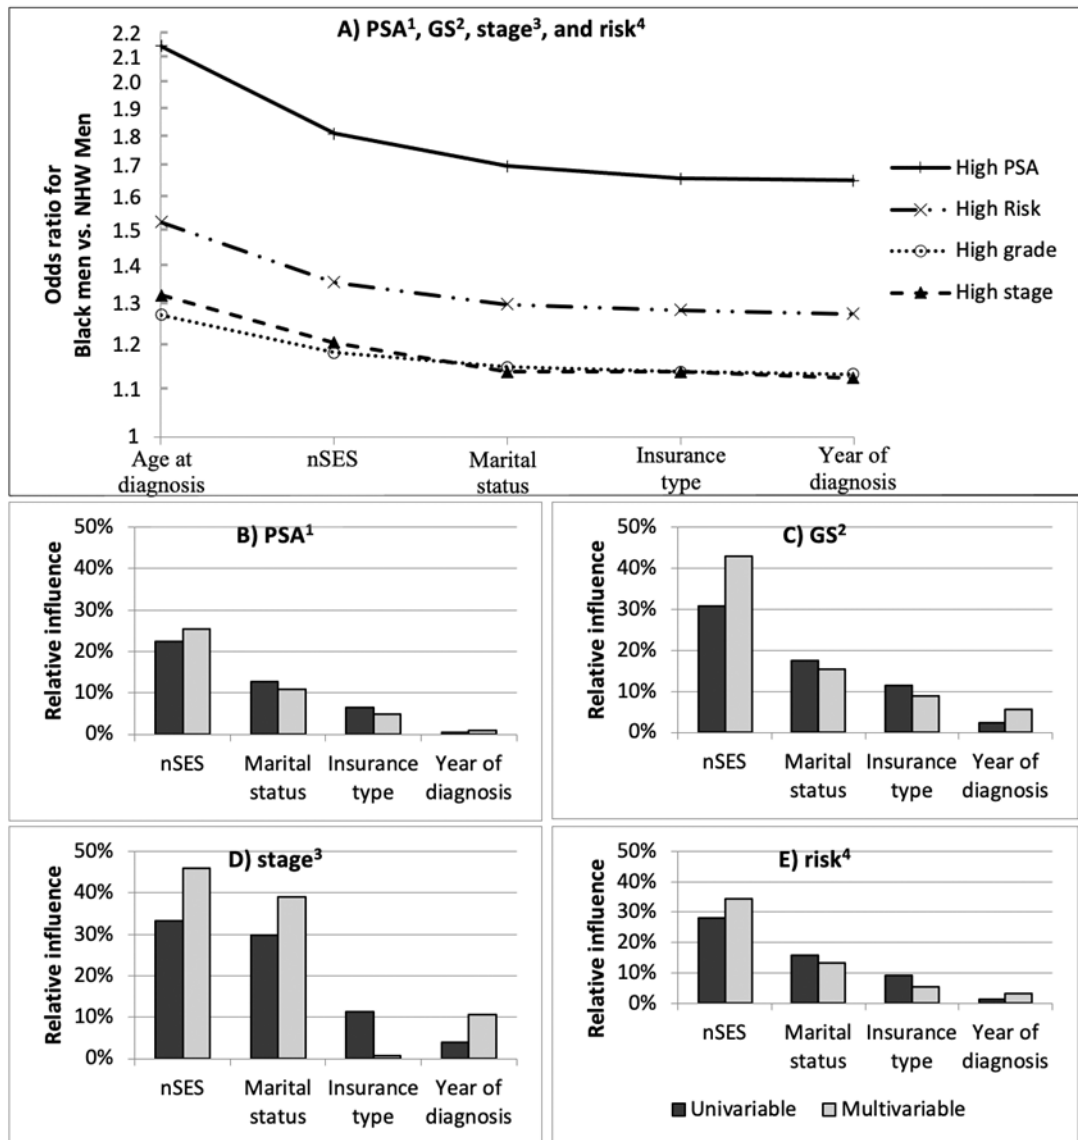 A) PSA¹, GS², stage³, and risk⁴
Odds ratio for
Black men vs. NHW Men
2.2
2.1
2.0
1.9
1.8
1.7
1.6
1.5
1.4
1.3
1.2
1.1
1
Age at
diagnosis
nSES
Marital
status
Insurance
type
Year of
diagnosis
High PSA
High Risk
High grade
High stage
B) PSA¹
Relative influence
50%
40%
30%
20%
10%
0%
nSES
Marital
status
Insurance
type
Year of
diagnosis
C) GS²
Relative influence
50%
40%
30%
20%
10%
0%
nSES
Marital
status
Insurance
type
Year of
diagnosis
D) stage³
Relative influence
50%
40%
30%
20%
10%
0%
nSES
Marital
status
Insurance
type
Year of
diagnosis
E) risk⁴
Relative influence
50%
40%
30%
20%
10%
0%
nSES
Marital
status
Insurance
type
Year of
diagnosis
Univariable
Multivariable